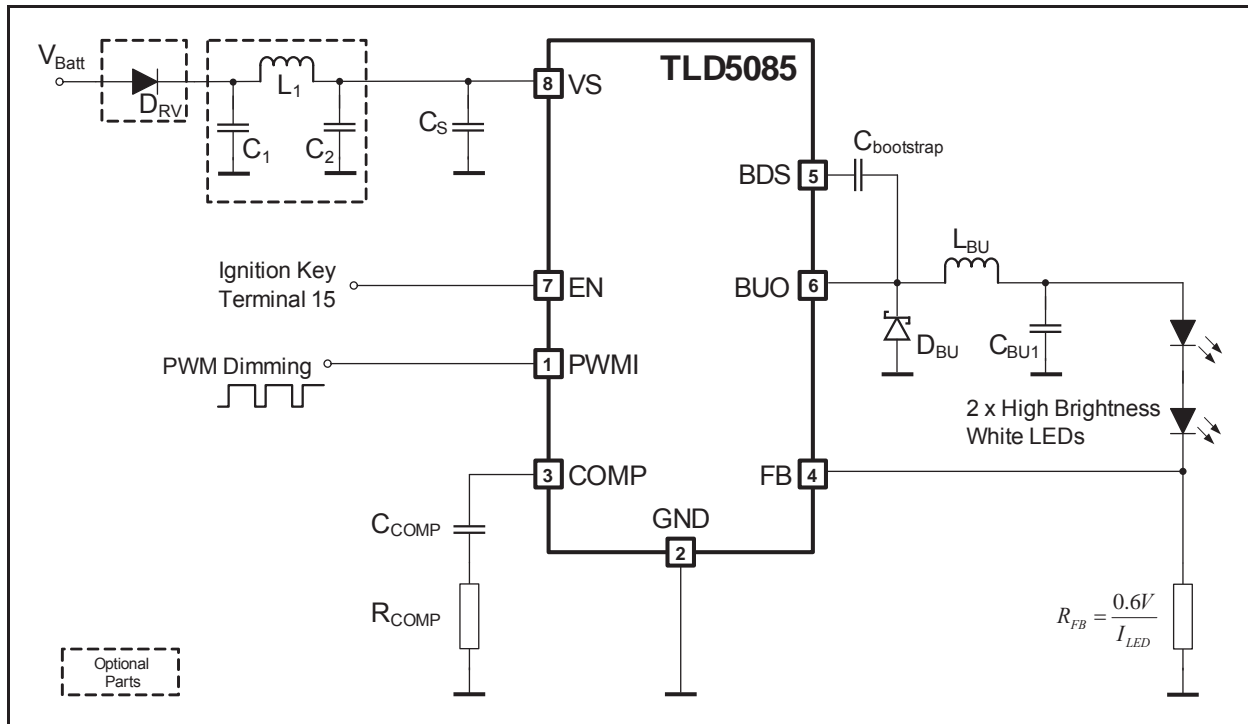 TLD5085
V_Batt
D_RV
L_1
C_1
C_2
C_S
8 VS
BDS 5
C_bootstrap
L_BU
Ignition Key
Terminal 15
7 EN
BUO 6
D_BU
C_BU1
PWM Dimming
1 PWMI
2 x High Brightness
White LEDs
3 COMP
FB 4
GND
2
C_COMP
R_COMP
R_FB = 0.6V / I_LED
Optional
Parts